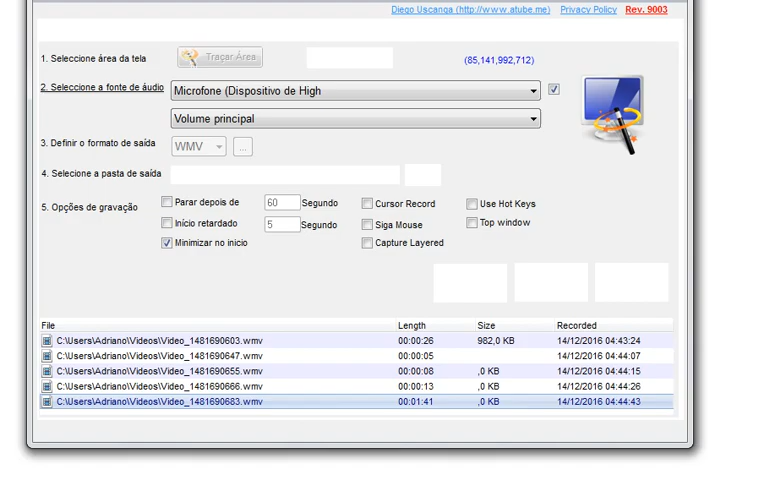 Diego Uscanga (http://www.atube.me) Privacy Policy Rev. 9003
1. Seleccione área da tela Traçar Área (85,141,992,712)
2. Seleccione a fonte de áudio Microfone (Dispositivo de High
Volume principal
3. Definir o formato de saída WMV ...
4. Selecione a pasta de saída
5. Opções de gravação Parar depois de 60 Segundo Cursor Record Use Hot Keys
Início retardado 5 Segundo Siga Mouse Top window
Minimizar no inicio Capture Layered
File Length Size Recorded
C:\Users\Adriano\Videos\Video_1481690603.wmv 00:00:26 982,0 KB 14/12/2016 04:43:24
C:\Users\Adriano\Videos\Video_1481690647.wmv 00:00:05 14/12/2016 04:44:07
C:\Users\Adriano\Videos\Video_1481690655.wmv 00:00:08 ,0 KB 14/12/2016 04:44:15
C:\Users\Adriano\Videos\Video_1481690666.wmv 00:00:13 ,0 KB 14/12/2016 04:44:26
C:\Users\Adriano\Videos\Video_1481690683.wmv 00:01:41 ,0 KB 14/12/2016 04:44:43